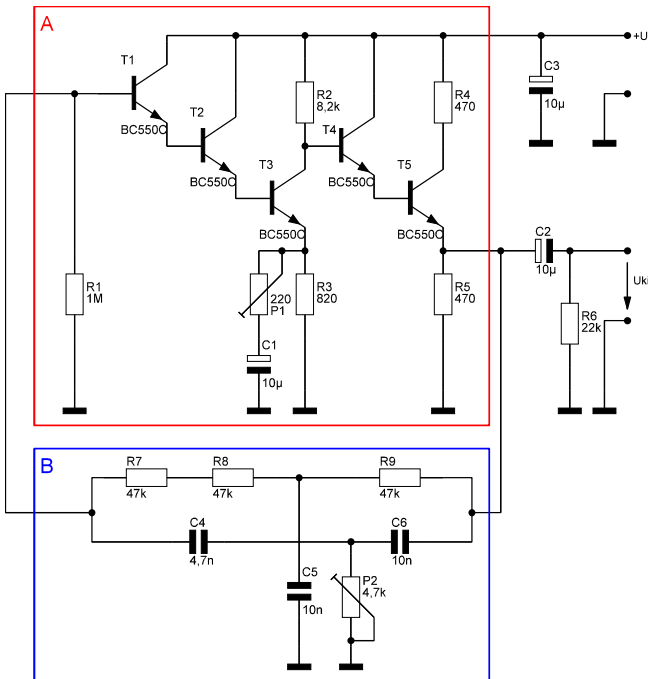 A
T1
BC550C
T2
BC550C
T3
BC550C
R2
8,2k
T4
BC550C
T5
BC550C
R4
470
C3
10µ
+U
R1
1M
220
P1
C1
10µ
R3
820
R5
470
C2
10µ
R6
22k
Uki
B
R7
47k
R8
47k
R9
47k
C4
4,7n
C6
10n
C5
10n
P2
4,7k